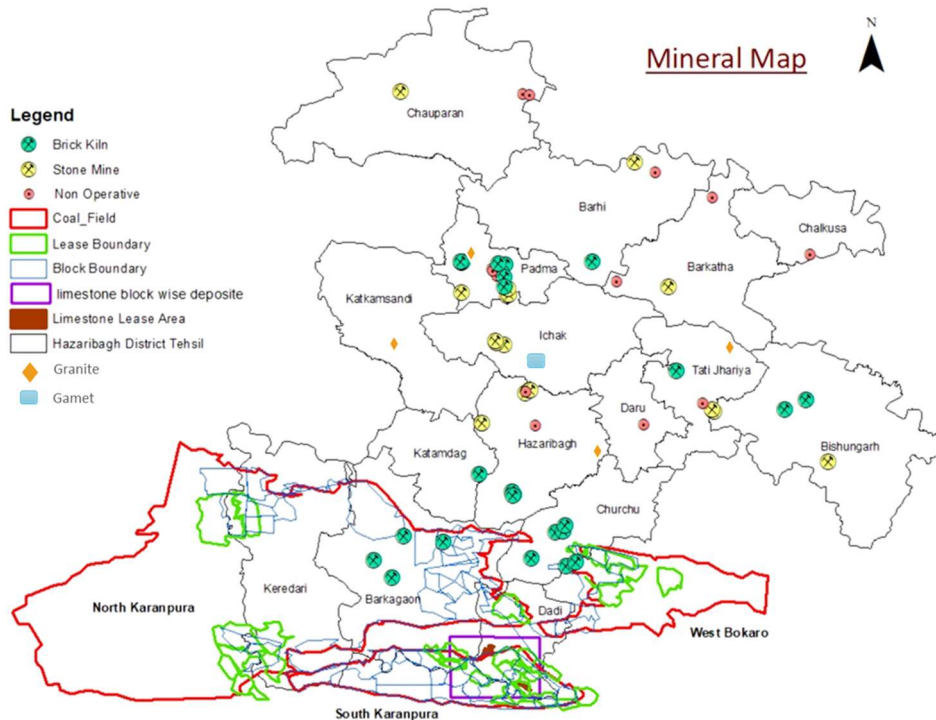 N
Mineral Map
Legend
Brick Kiln
Stone Mine
Non Operative
Coal_Field
Lease Boundary
Block Boundary
limestone block wise deposite
Limestone Lease Area
Hazaribagh District Tehsil
Granite
Gamet
Chauparan
Barhi
Chalkusa
Padma
Barkatha
Katkamsandi
Ichak
Tati Jhariya
Daru
Hazaribagh
Bishungarh
Katamdag
Churchu
Keredari
Barkagaon
Dadi
North Karanpura
West Bokaro
South Karanpura